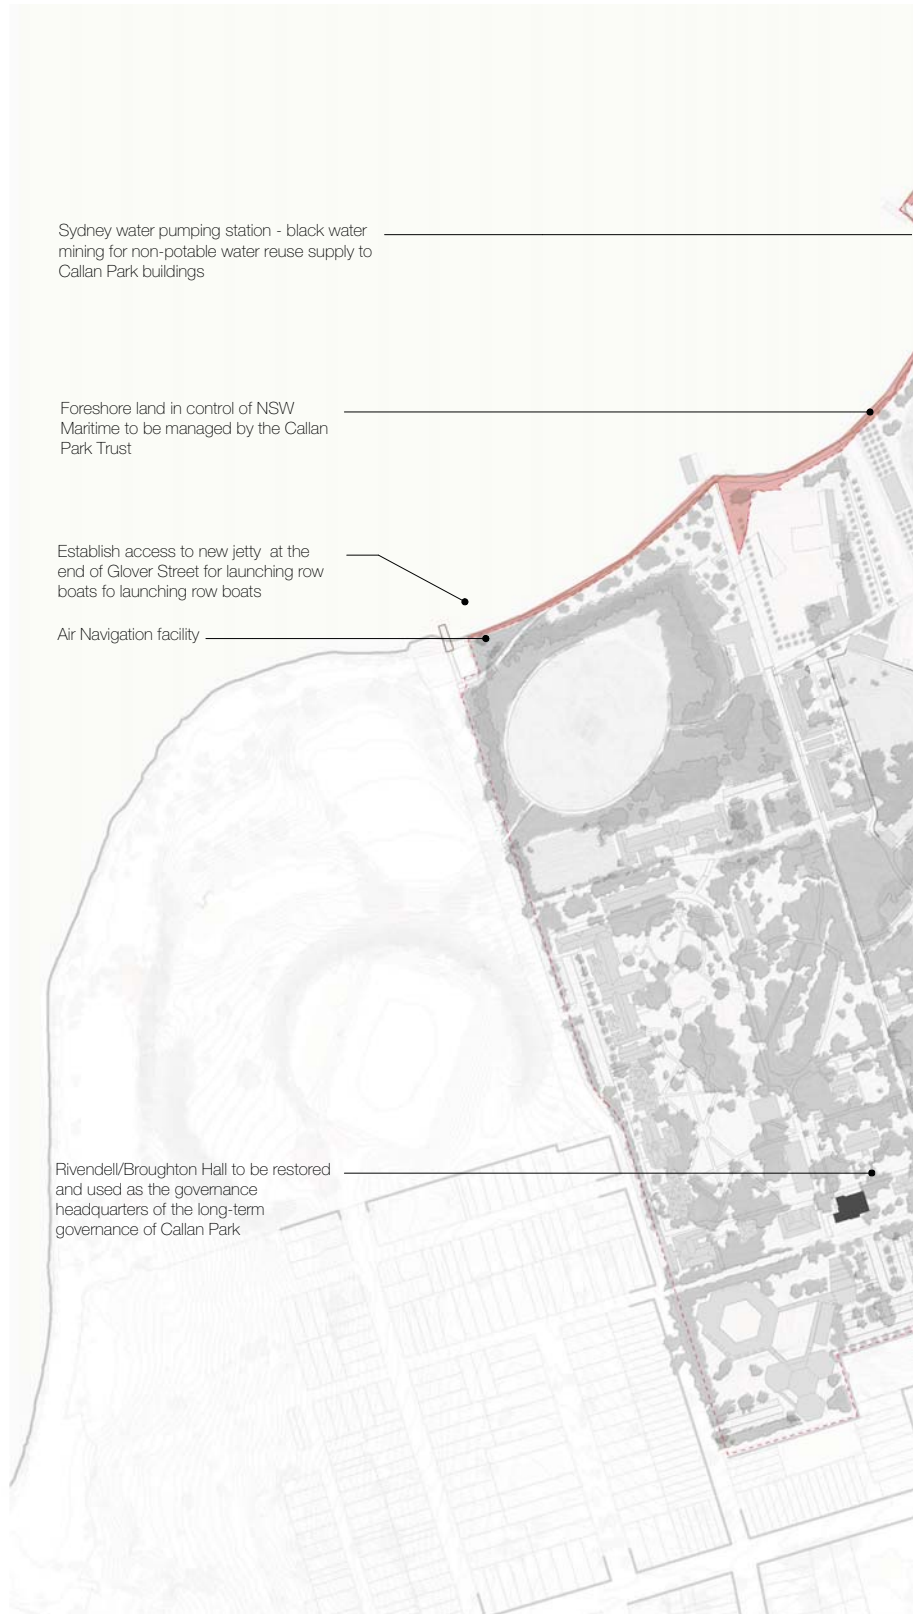 Sydney water pumping station - black water
mining for non-potable water reuse supply to
Callan Park buildings
Foreshore land in control of NSW
Maritime to be managed by the Callan
Park Trust
Establish access to new jetty at the
end of Glover Street for launching row
boats fo launching row boats
Air Navigation facility
Rivendell/Broughton Hall to be restored
and used as the governance
headquarters of the long-term
governance of Callan Park